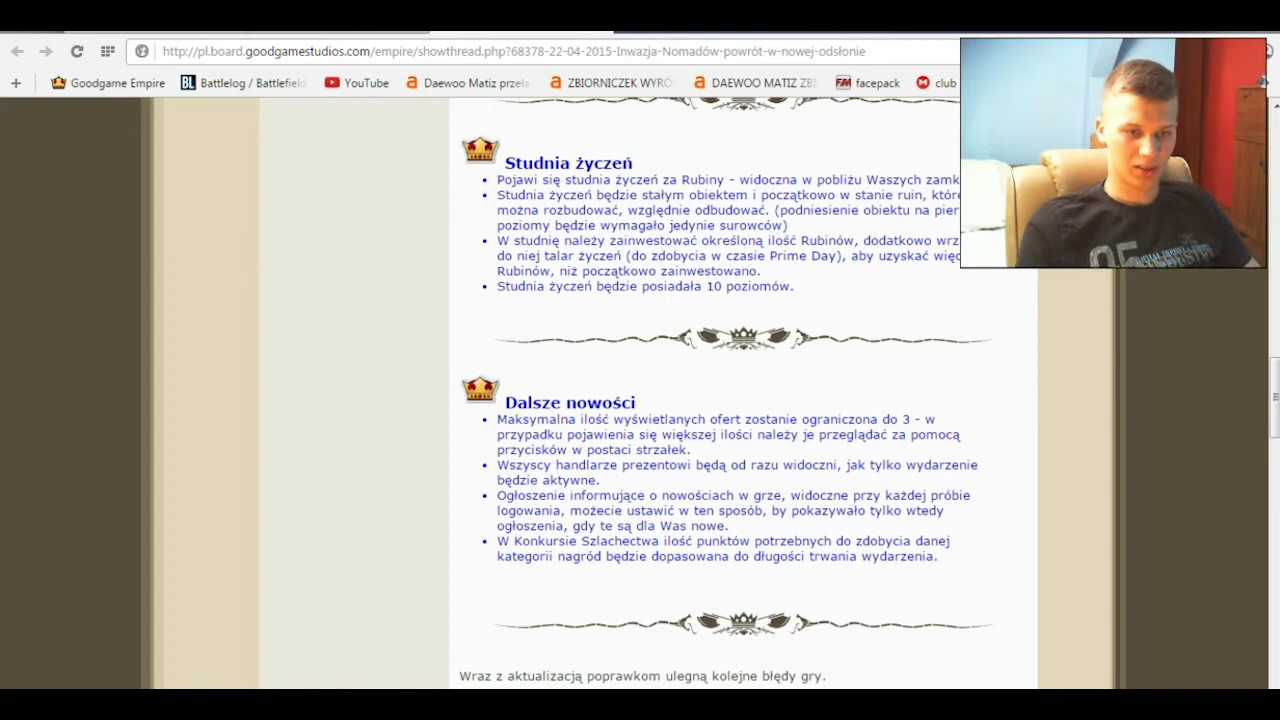 http://pl.board.goodgamestudios.com/empire/showthread.php?68378-22-04-2015-Inwazja-Nomadów-powrót-w-nowej-odsłonie
Goodgame Empire
BL Battlelog / Battlefield
YouTube
a Daewoo Matiz przeła
a ZBIORNICZEK WYRÓ
a DAEWOO MATIZ ZBI
FM facepack
M club
Studnia życzeń
• Pojawi się studnia życzeń za Rubiny - widoczna w pobliżu Waszych zamk
• Studnia życzeń będzie stałym obiektem i początkowo w stanie ruin, któr
można rozbudować, względnie odbudować. (podniesienie obiektu na pier
poziomy będzie wymagało jedynie surowców)
• W studnię należy zainwestować określoną ilość Rubinów, dodatkowo wrz
do niej talar życzeń (do zdobycia w czasie Prime Day), aby uzyskać więc
Rubinów, niż początkowo zainwestowano.
• Studnia życzeń będzie posiadała 10 poziomów.
Dalsze nowości
• Maksymalna ilość wyświetlanych ofert zostanie ograniczona do 3 - w
przypadku pojawienia się większej ilości należy je przeglądać za pomocą
przycisków w postaci strzałek.
• Wszyscy handlarze prezentowi będą od razu widoczni, jak tylko wydarzenie
będzie aktywne.
• Ogłoszenie informujące o nowościach w grze, widoczne przy każdej próbie
logowania, możecie ustawić w ten sposób, by pokazywało tylko wtedy
ogłoszenia, gdy te są dla Was nowe.
• W Konkursie Szlachectwa ilość punktów potrzebnych do zdobycia danej
kategorii nagród będzie dopasowana do długości trwania wydarzenia.
Wraz z aktualizacją poprawkom ulegną kolejne błędy gry.